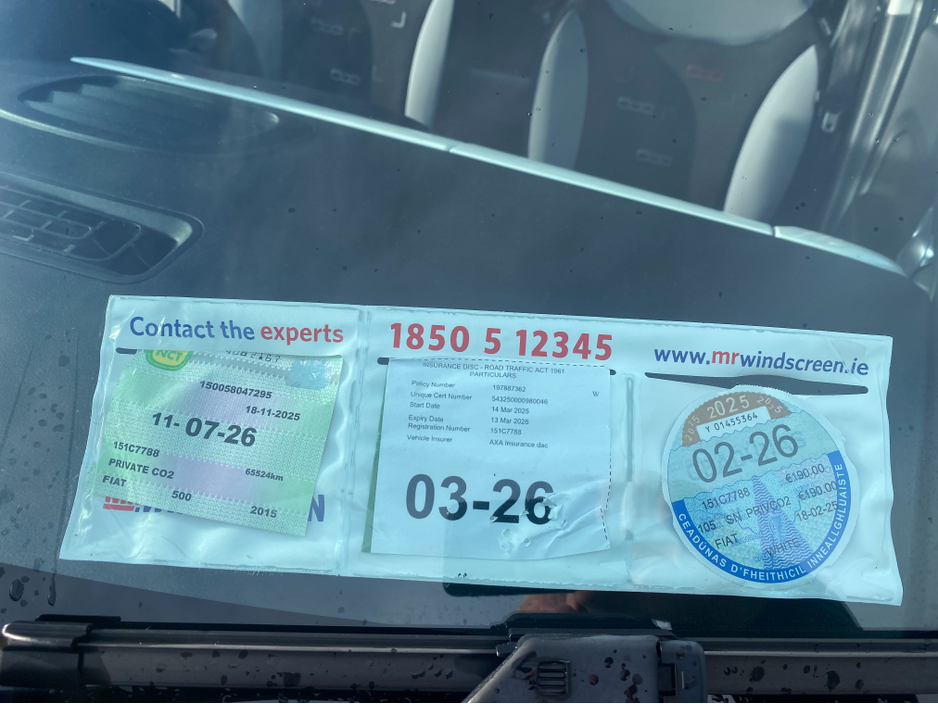 Contact the experts
1850 5 12345
www.mrwindscreen.ie
NCT
150058047295
18-11-2025
11- 07-26
151C7788
PRIVATE CO2
65524km
FIAT
500
2015
INSURANCE DISC - ROAD TRAFFIC ACT 1961
PARTICULARS
Policy Number 197887362 W
Unique Cert Number 543250000980046
Start Date 14 Mar 2025
Expiry Date 13 Mar 2026
Registration Number 151C7788
Vehicle Insurer AXA Insurance dac
03-26
2025 2025 2025
Y 01455364
02-26
151C7788 €190.00
105 SN PRIVCO2 €190.00
FIAT 18-02-25
WHITE
CEADÚNAS D'FHEITHICIL INNEALLGHLUAISTE